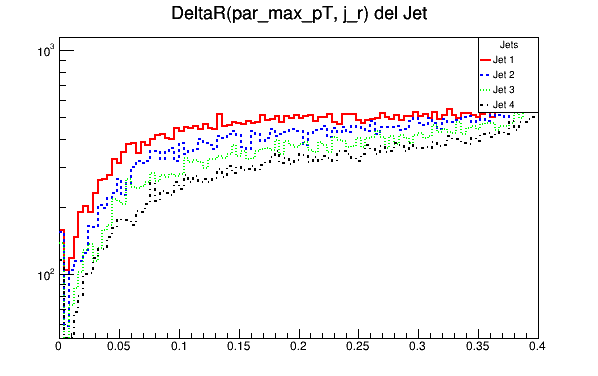 DeltaR(par_max_pT, j_r) del Jet
10³
10²
Jets
Jet 1
Jet 2
Jet 3
Jet 4
0 0.05 0.1 0.15 0.2 0.25 0.3 0.35 0.4